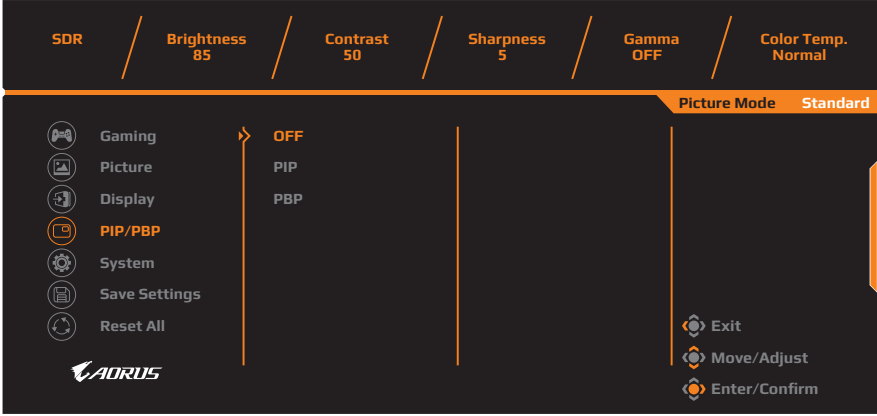 SDR
Brightness
85
Contrast
50
Sharpness
5
Gamma
OFF
Color Temp.
Normal
Picture Mode Standard
Gaming
Picture
Display
PIP/PBP
System
Save Settings
Reset All
OFF
PIP
PBP
Exit
Move/Adjust
Enter/Confirm
AORUS